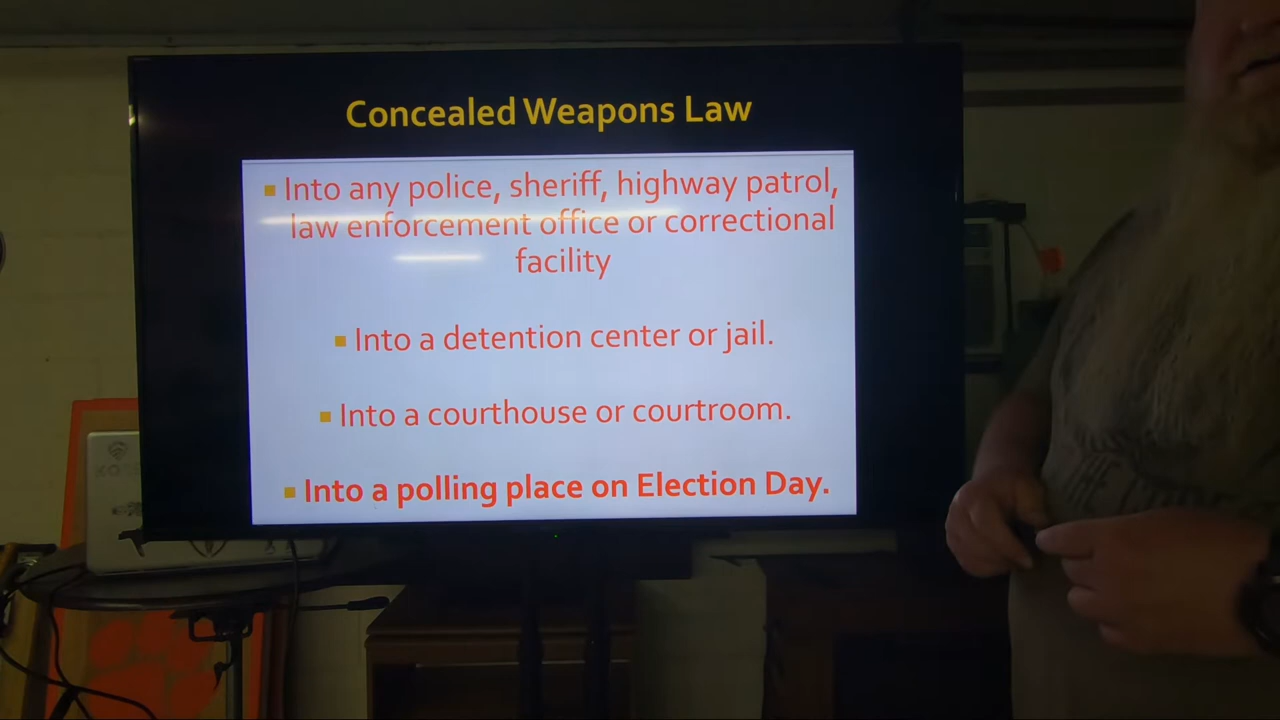 Concealed Weapons Law
▪ Into any police, sheriff, highway patrol,
law enforcement office or correctional
facility
▪ Into a detention center or jail.
▪ Into a courthouse or courtroom.
▪ Into a polling place on Election Day.